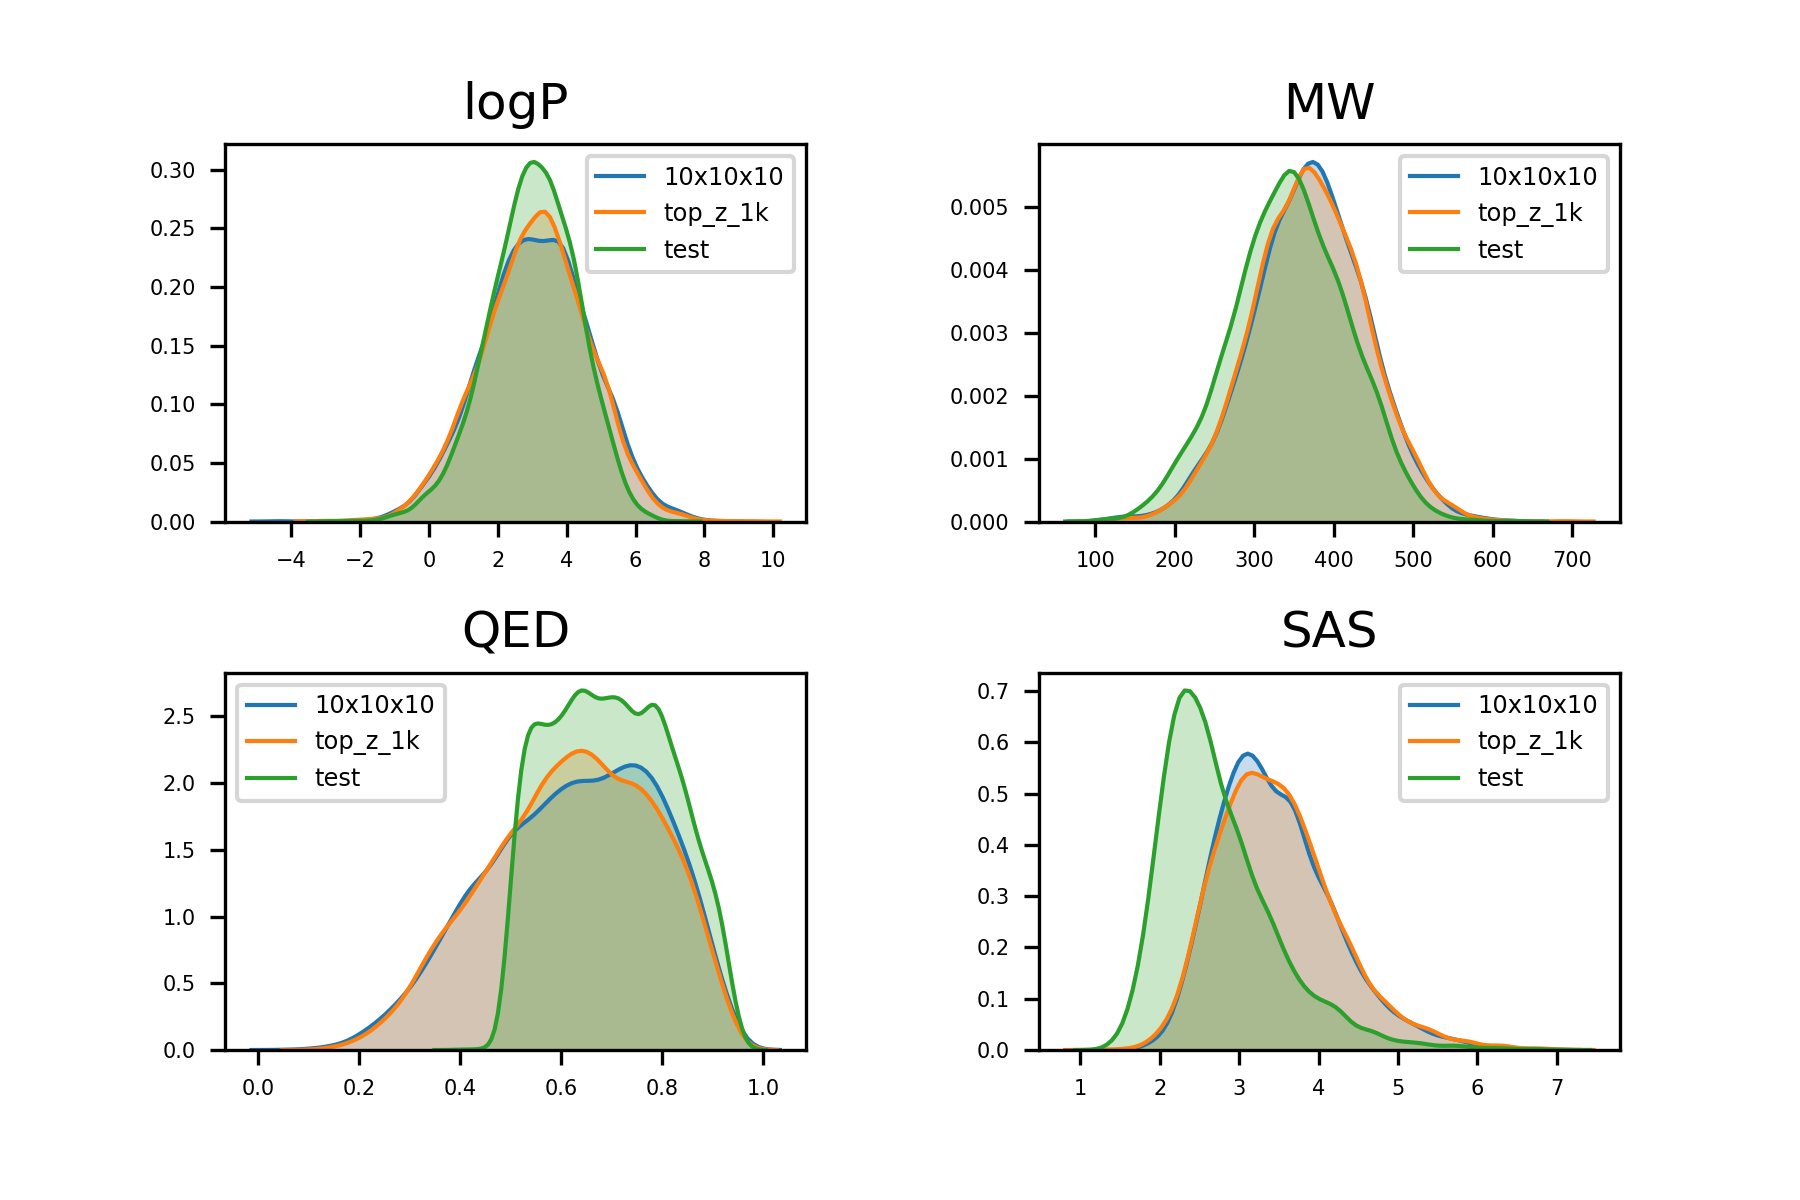 logP
0.30
0.25
0.20
0.15
0.10
0.05
0.00
−4 −2 0 2 4 6 8 10
10x10x10
top_z_1k
test
MW
0.005
0.004
0.003
0.002
0.001
0.000
100 200 300 400 500 600 700
10x10x10
top_z_1k
test
QED
2.5
2.0
1.5
1.0
0.5
0.0
0.0 0.2 0.4 0.6 0.8 1.0
10x10x10
top_z_1k
test
SAS
0.7
0.6
0.5
0.4
0.3
0.2
0.1
0.0
1 2 3 4 5 6 7
10x10x10
top_z_1k
test